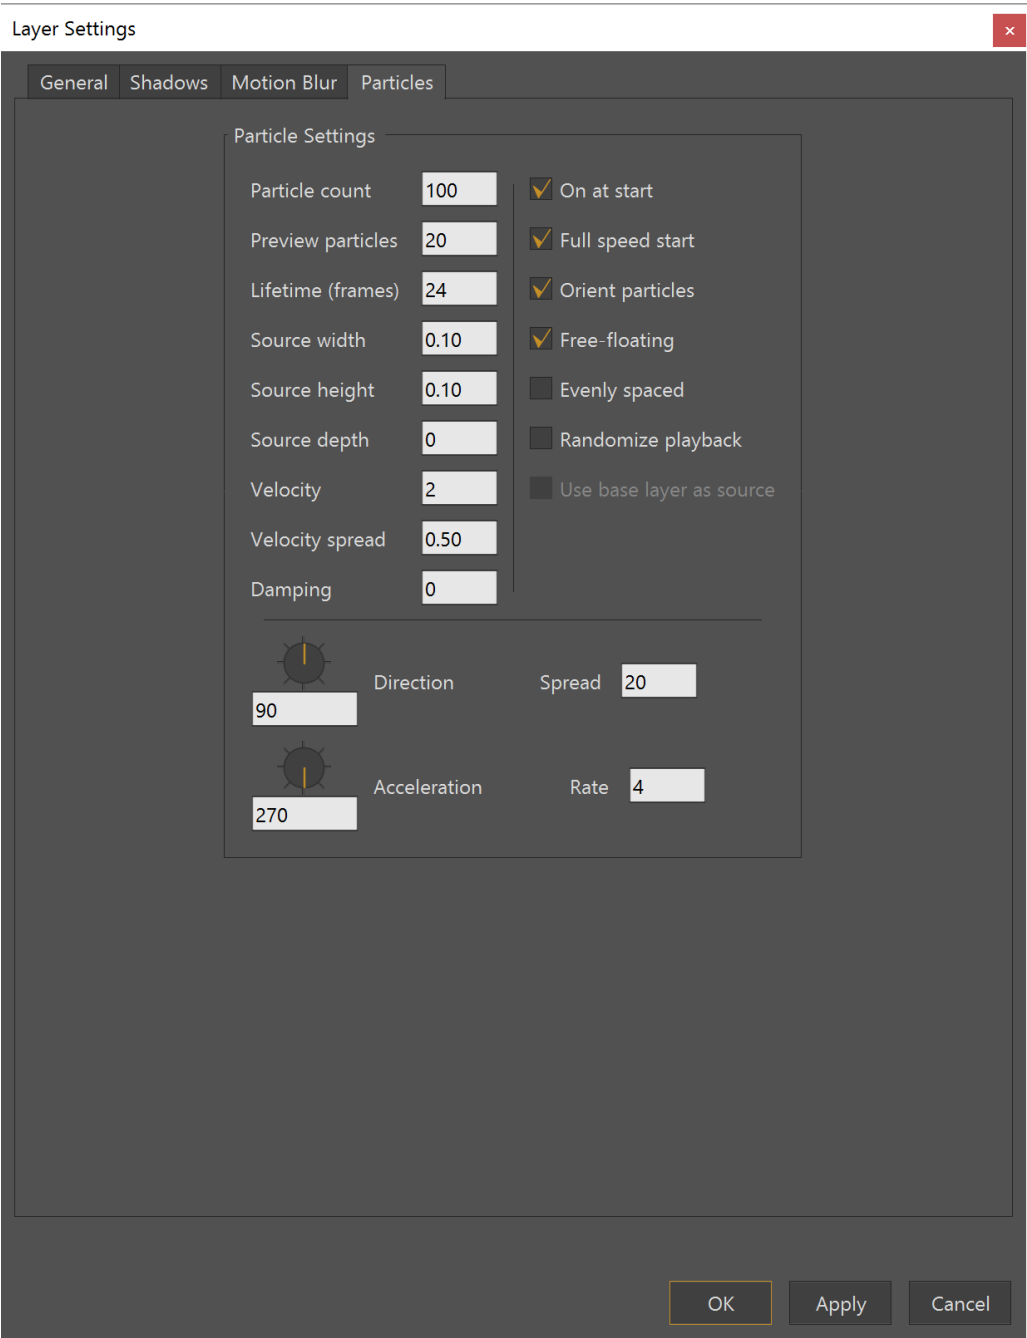 Layer Settings
General Shadows Motion Blur Particles
Particle Settings
Particle count 100
Preview particles 20
Lifetime (frames) 24
Source width 0.10
Source height 0.10
Source depth 0
Velocity 2
Velocity spread 0.50
Damping 0
On at start
Full speed start
Orient particles
Free-floating
Evenly spaced
Randomize playback
Use base layer as source
90 Direction Spread 20
270 Acceleration Rate 4
OK Apply Cancel